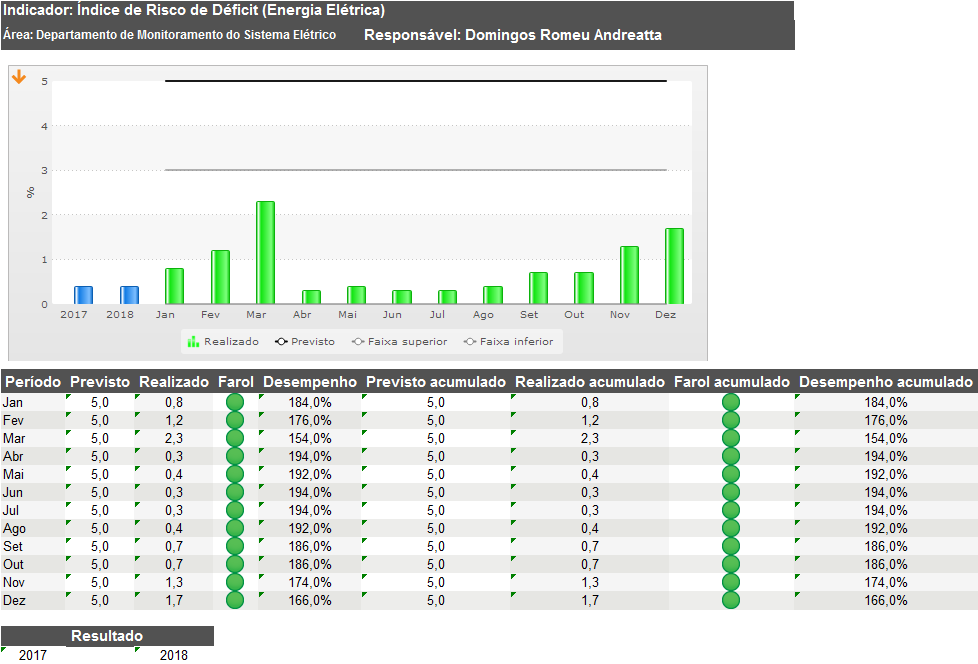 Indicador: Índice de Risco de Déficit (Energia Elétrica)
Área: Departamento de Monitoramento do Sistema Elétrico Responsável: Domingos Romeu Andreatta
5
4
3
%
2
1
0
2017 2018 Jan Fev Mar Abr Mai Jun Jul Ago Set Out Nov Dez
Realizado Previsto Faixa superior Faixa inferior
Período Previsto Realizado Farol Desempenho Previsto acumulado Realizado acumulado Farol acumulado Desempenho acumulado
Jan 5,0 0,8 184,0% 5,0 0,8 184,0%
Fev 5,0 1,2 176,0% 5,0 1,2 176,0%
Mar 5,0 2,3 154,0% 5,0 2,3 154,0%
Abr 5,0 0,3 194,0% 5,0 0,3 194,0%
Mai 5,0 0,4 192,0% 5,0 0,4 192,0%
Jun 5,0 0,3 194,0% 5,0 0,3 194,0%
Jul 5,0 0,3 194,0% 5,0 0,3 194,0%
Ago 5,0 0,4 192,0% 5,0 0,4 192,0%
Set 5,0 0,7 186,0% 5,0 0,7 186,0%
Out 5,0 0,7 186,0% 5,0 0,7 186,0%
Nov 5,0 1,3 174,0% 5,0 1,3 174,0%
Dez 5,0 1,7 166,0% 5,0 1,7 166,0%
Resultado
2017 2018